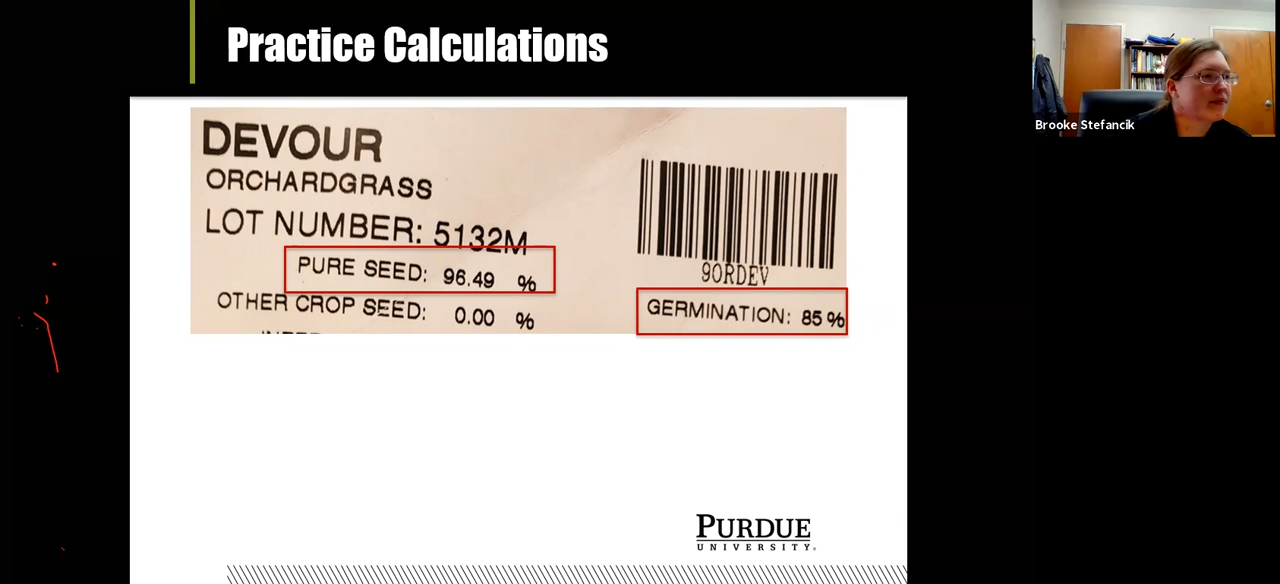 Practice Calculations
Brooke Stefancik
DEVOUR
ORCHARDGRASS
LOT NUMBER: 5132M
PURE SEED: 96.49 %
OTHER CROP SEED: 0.00 %
9ORDEV
GERMINATION: 85 %
PURDUE
UNIVERSITY®